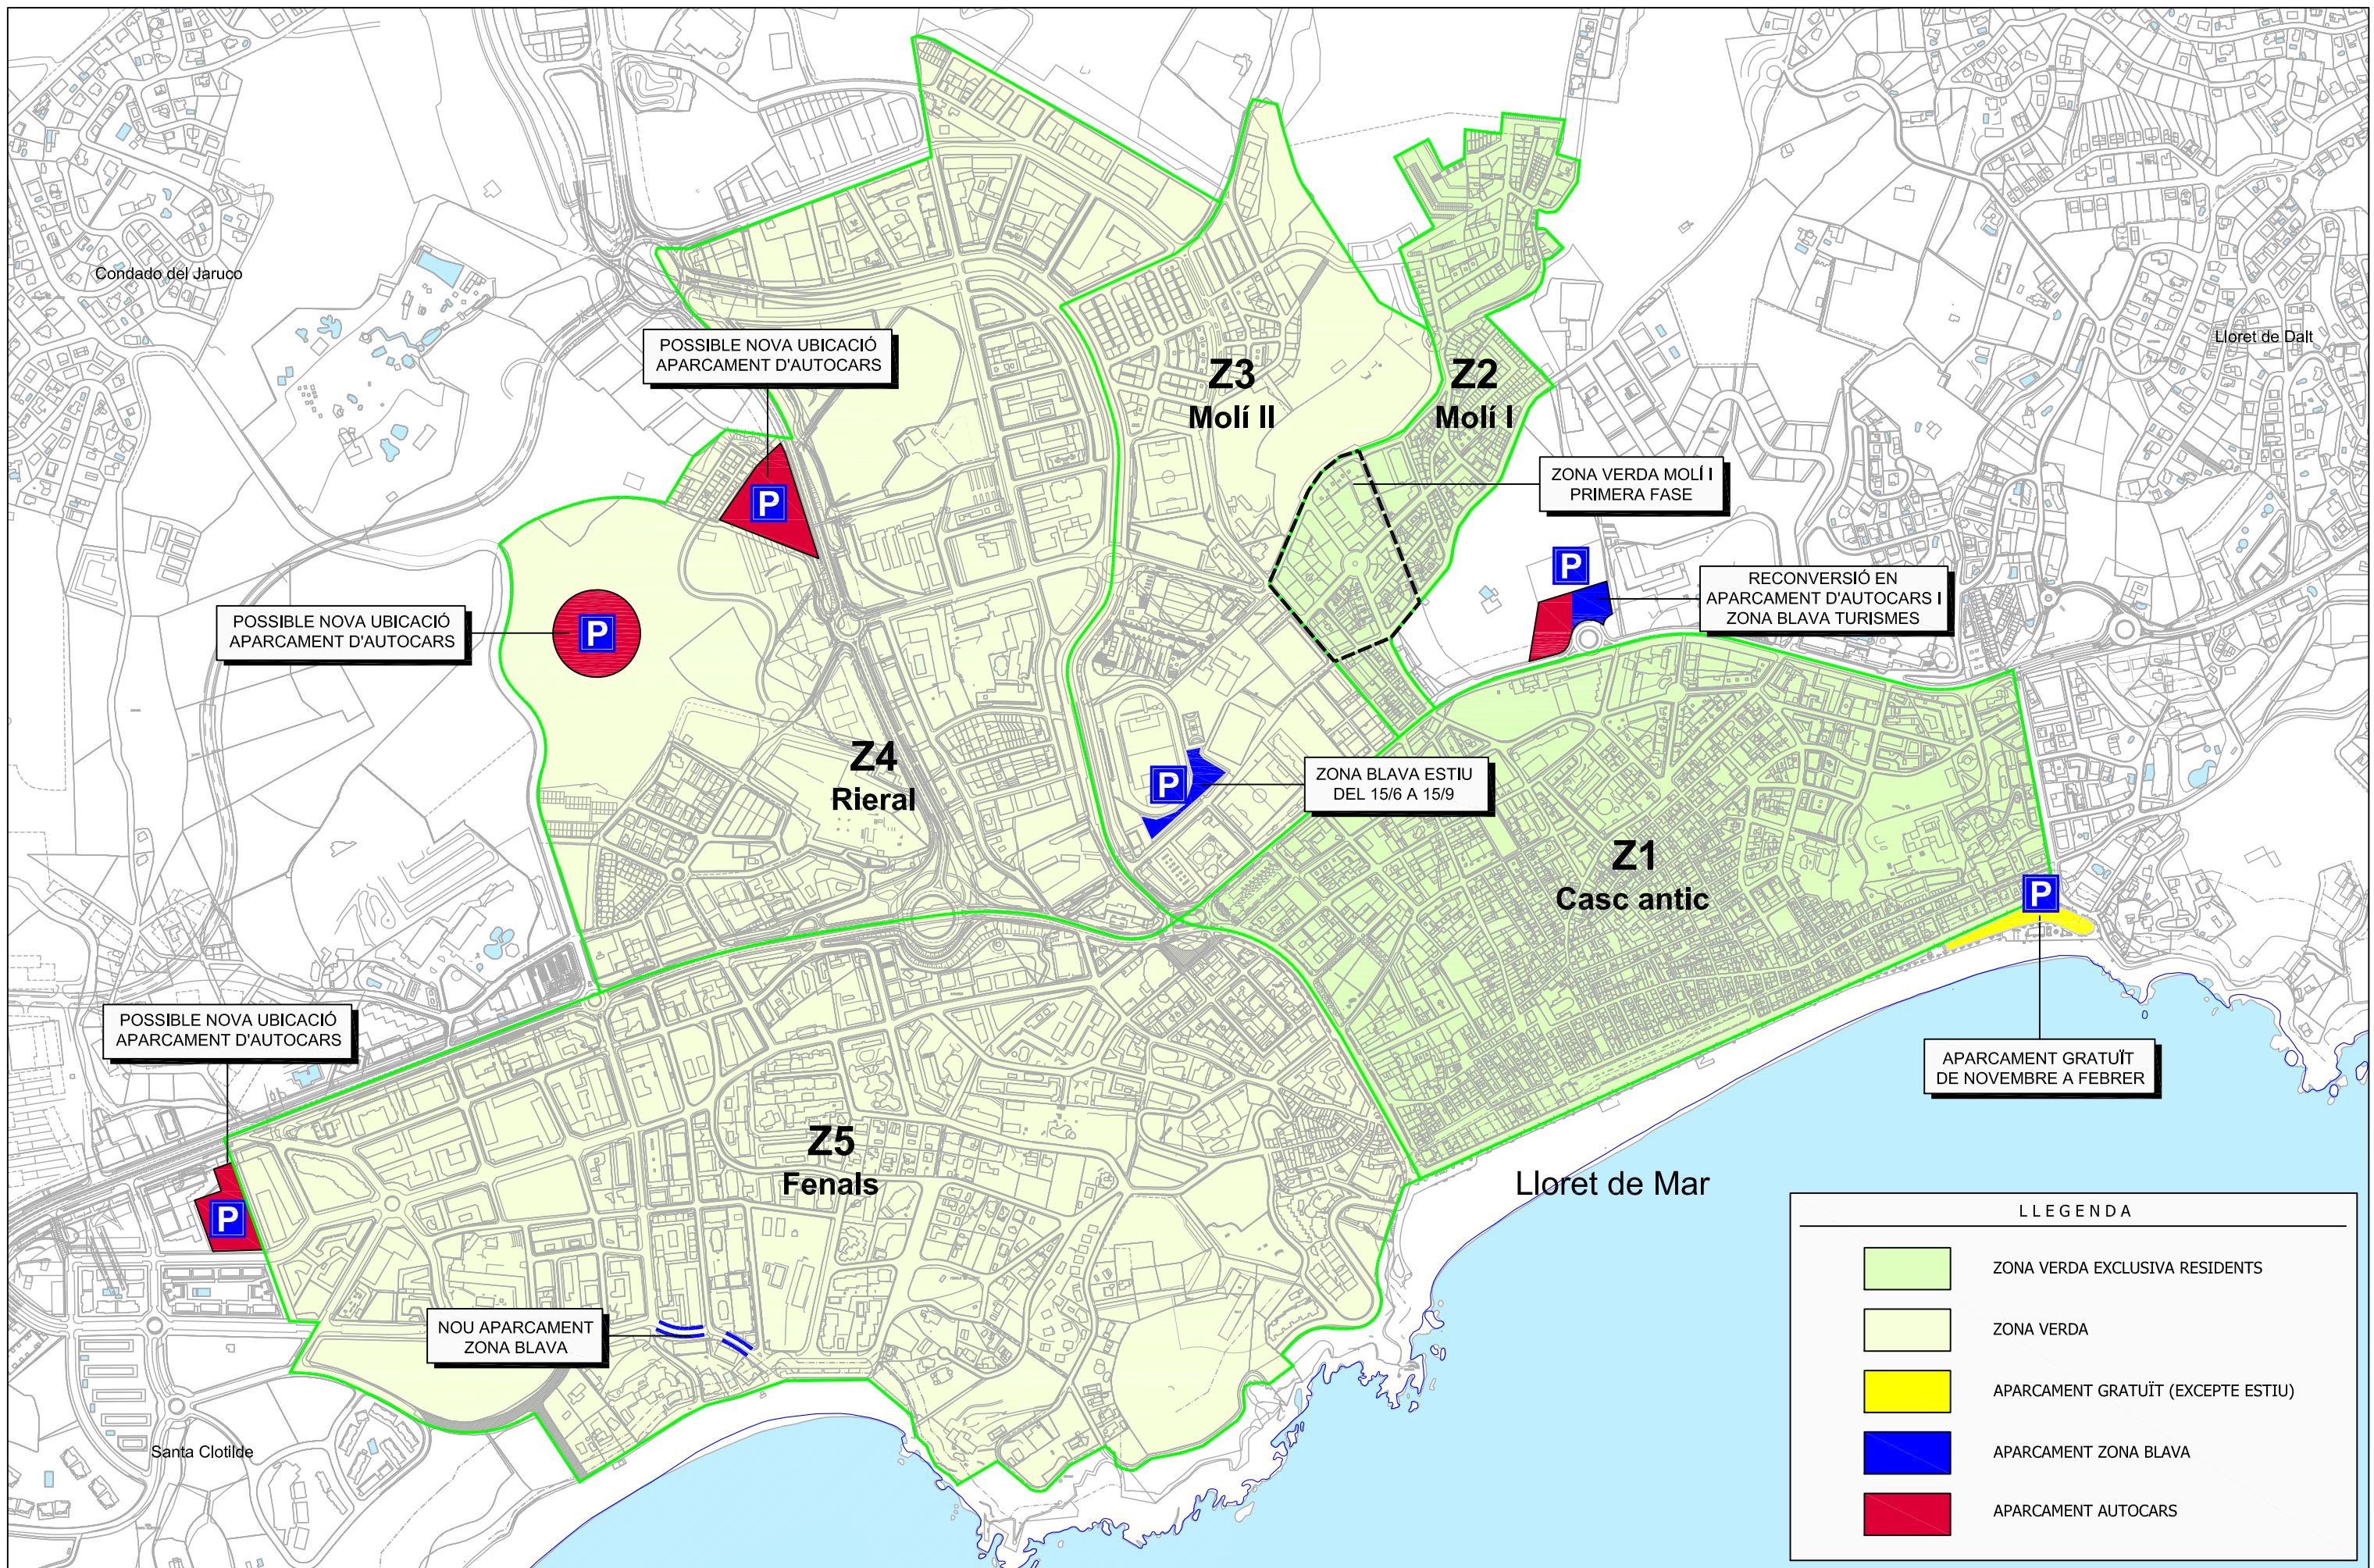 Condado del Jaruco
POSSIBLE NOVA UBICACIÓ
APARCAMENT D'AUTOCARS
P
Z3
Molí II
Z2
Molí I
Lloret de Dalt
ZONA VERDA MOLÍ I
PRIMERA FASE
P
RECONVERSIÓ EN
APARCAMENT D'AUTOCARS I
ZONA BLAVA TURISMES
POSSIBLE NOVA UBICACIÓ
APARCAMENT D'AUTOCARS
P
Z4
Rieral
P
ZONA BLAVA ESTIU
DEL 15/6 A 15/9
Z1
Casc antic
P
POSSIBLE NOVA UBICACIÓ
APARCAMENT D'AUTOCARS
P
APARCAMENT GRATUÏT
DE NOVEMBRE A FEBRER
Z5
Fenals
Lloret de Mar
NOU APARCAMENT
ZONA BLAVA
Santa Clotilde
LLEGENDA
ZONA VERDA EXCLUSIVA RESIDENTS
ZONA VERDA
APARCAMENT GRATUÏT (EXCEPTE ESTIU)
APARCAMENT ZONA BLAVA
APARCAMENT AUTOCARS